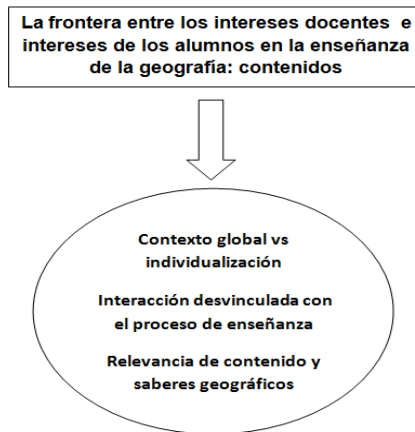 La frontera entre los intereses docentes e
intereses de los alumnos en la enseñanza
de la geografía: contenidos
Contexto global vs
individualización
Interacción desvinculada con
el proceso de enseñanza
Relevancia de contenido y
saberes geográficos